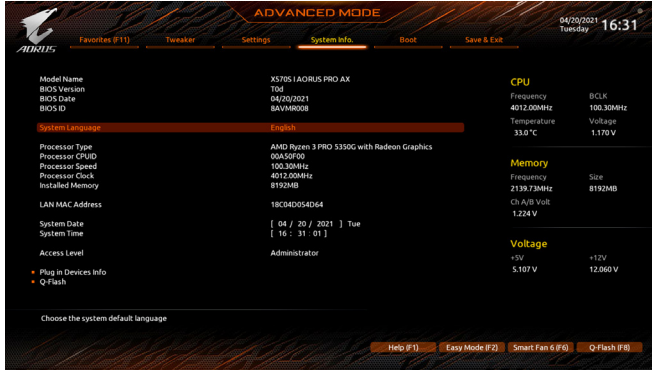 ADVANCED MODE
04/20/2021 Tuesday 16:31
AORUS
Favorites (F11) Tweaker Settings System Info. Boot Save & Exit
Model Name X570S I AORUS PRO AX
BIOS Version T0d
BIOS Date 04/20/2021
BIOS ID 8AVMR008
System Language English
Processor Type AMD Ryzen 3 PRO 5350G with Radeon Graphics
Processor CPUID 00A50F00
Processor Speed 100.30MHz
Processor Clock 4012.00MHz
Installed Memory 8192MB
LAN MAC Address 18C04D054D64
System Date [ 04 / 20 / 2021 ] Tue
System Time [ 16 : 31 : 01 ]
Access Level Administrator
Plug in Devices Info
Q-Flash
CPU
Frequency BCLK
4012.00MHz 100.30MHz
Temperature Voltage
33.0 °C 1.170 V
Memory
Frequency Size
2139.73MHz 8192MB
Ch A/B Volt
1.224 V
Voltage
+5V +12V
5.107 V 12.060 V
Choose the system default language
Help (F1) Easy Mode (F2) Smart Fan 6 (F6) Q-Flash (F8)